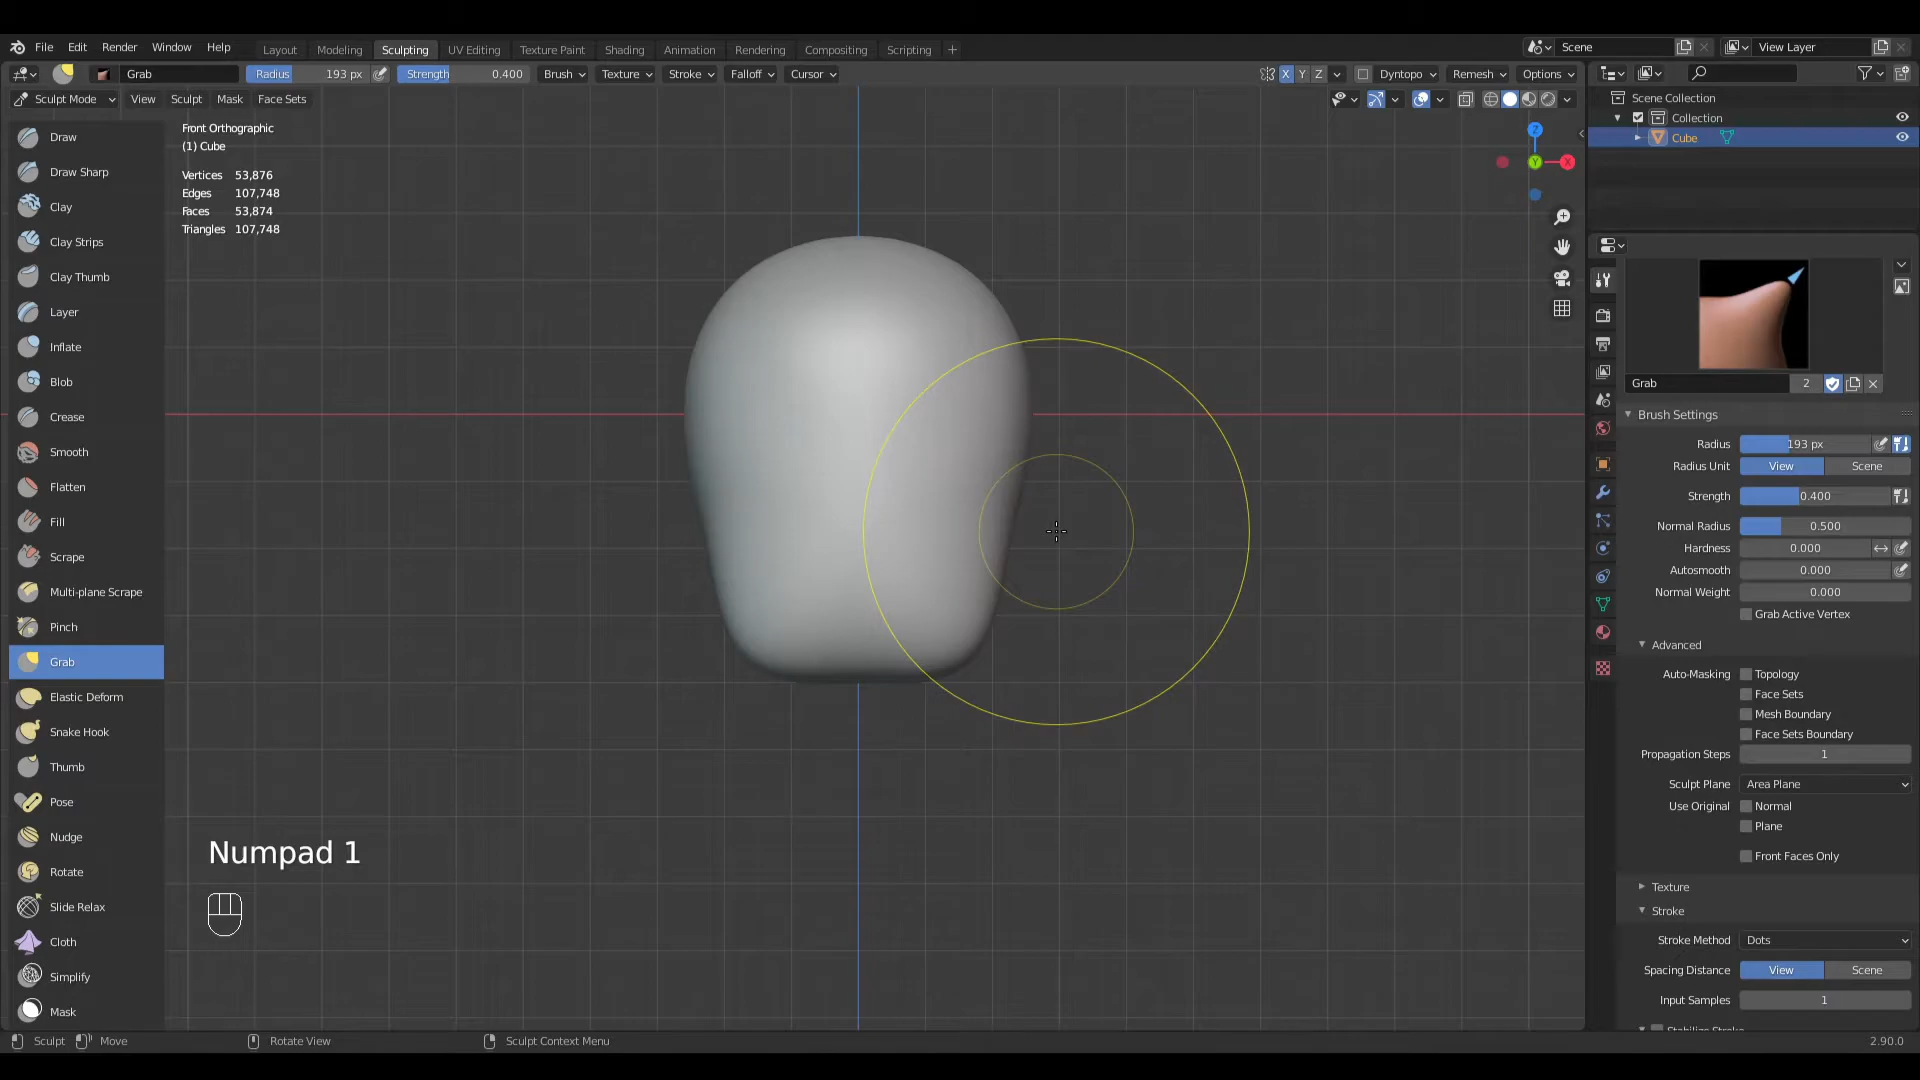 File Edit Render Window Help Layout Modeling Sculpting UV Editing Texture Paint Shading Animation Rendering Compositing Scripting + Scene View Layer
Grab Radius 193 px Strength 0.400 Brush Texture Stroke Falloff Cursor X Y Z Dyntopo Remesh Options
Sculpt Mode View Sculpt Mask Face Sets
Scene Collection
Collection
Cube
Front Orthographic
(1) Cube
Vertices 53,876
Edges 107,748
Faces 53,874
Triangles 107,748
Z
Y
X
Draw
Draw Sharp
Clay
Clay Strips
Clay Thumb
Layer
Inflate
Blob
Crease
Smooth
Flatten
Fill
Scrape
Multi-plane Scrape
Pinch
Grab
Elastic Deform
Snake Hook
Thumb
Pose
Nudge
Rotate
Slide Relax
Cloth
Simplify
Mask
Numpad 1
Grab 2
Brush Settings
Radius 193 px
Radius Unit View Scene
Strength 0.400
Normal Radius 0.500
Hardness 0.000
Autosmooth 0.000
Normal Weight 0.000
Grab Active Vertex
Advanced
Auto-Masking Topology
Face Sets
Mesh Boundary
Face Sets Boundary
Propagation Steps 1
Sculpt Plane Area Plane
Use Original Normal
Plane
Front Faces Only
Texture
Stroke
Stroke Method Dots
Spacing Distance View Scene
Input Samples 1
Sculpt Move Rotate View Sculpt Context Menu 2.90.0